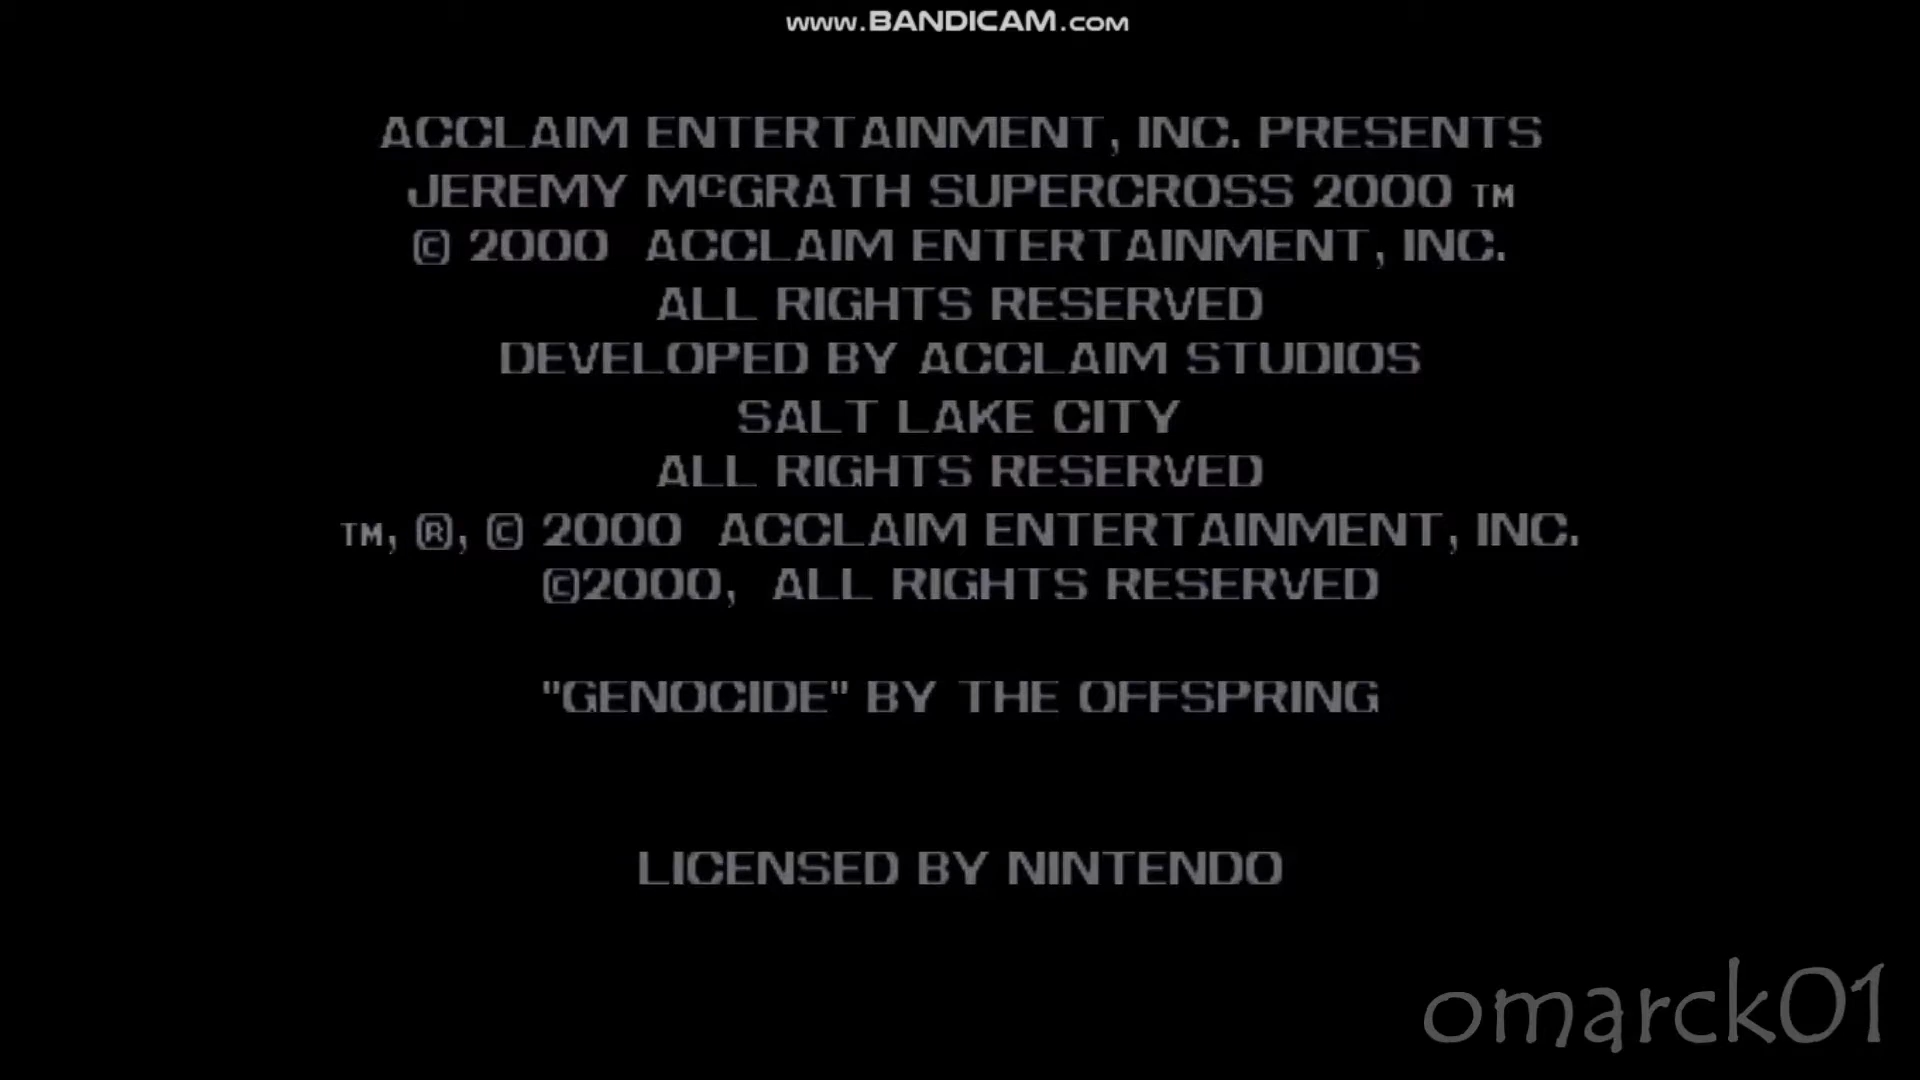 www.BANDICAM.com
ACCLAIM ENTERTAINMENT, INC. PRESENTS
JEREMY McGRATH SUPERCROSS 2000 ™
© 2000 ACCLAIM ENTERTAINMENT, INC.
ALL RIGHTS RESERVED
DEVELOPED BY ACCLAIM STUDIOS
SALT LAKE CITY
ALL RIGHTS RESERVED
™, ®, © 2000 ACCLAIM ENTERTAINMENT, INC.
©2000, ALL RIGHTS RESERVED
"GENOCIDE" BY THE OFFSPRING
LICENSED BY NINTENDO
omarck01